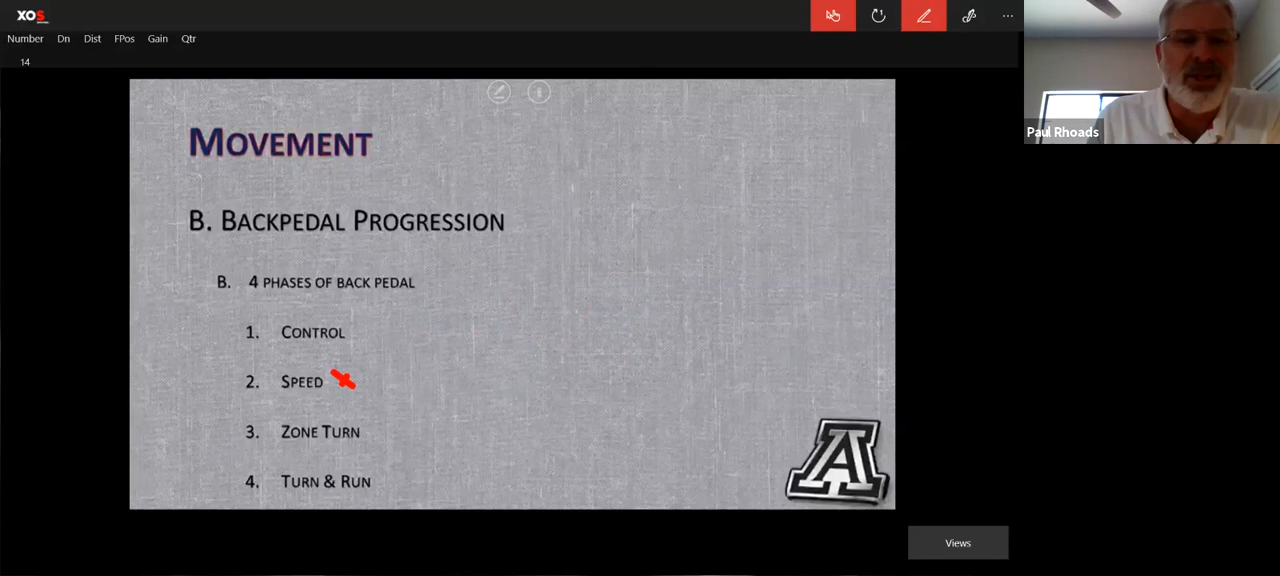 XOS
Number Dn Dist FPos Gain Qtr
14
Paul Rhoads
MOVEMENT
B. BACKPEDAL PROGRESSION
B. 4 PHASES OF BACK PEDAL
1. CONTROL
2. SPEED
3. ZONE TURN
4. TURN & RUN
A
Views